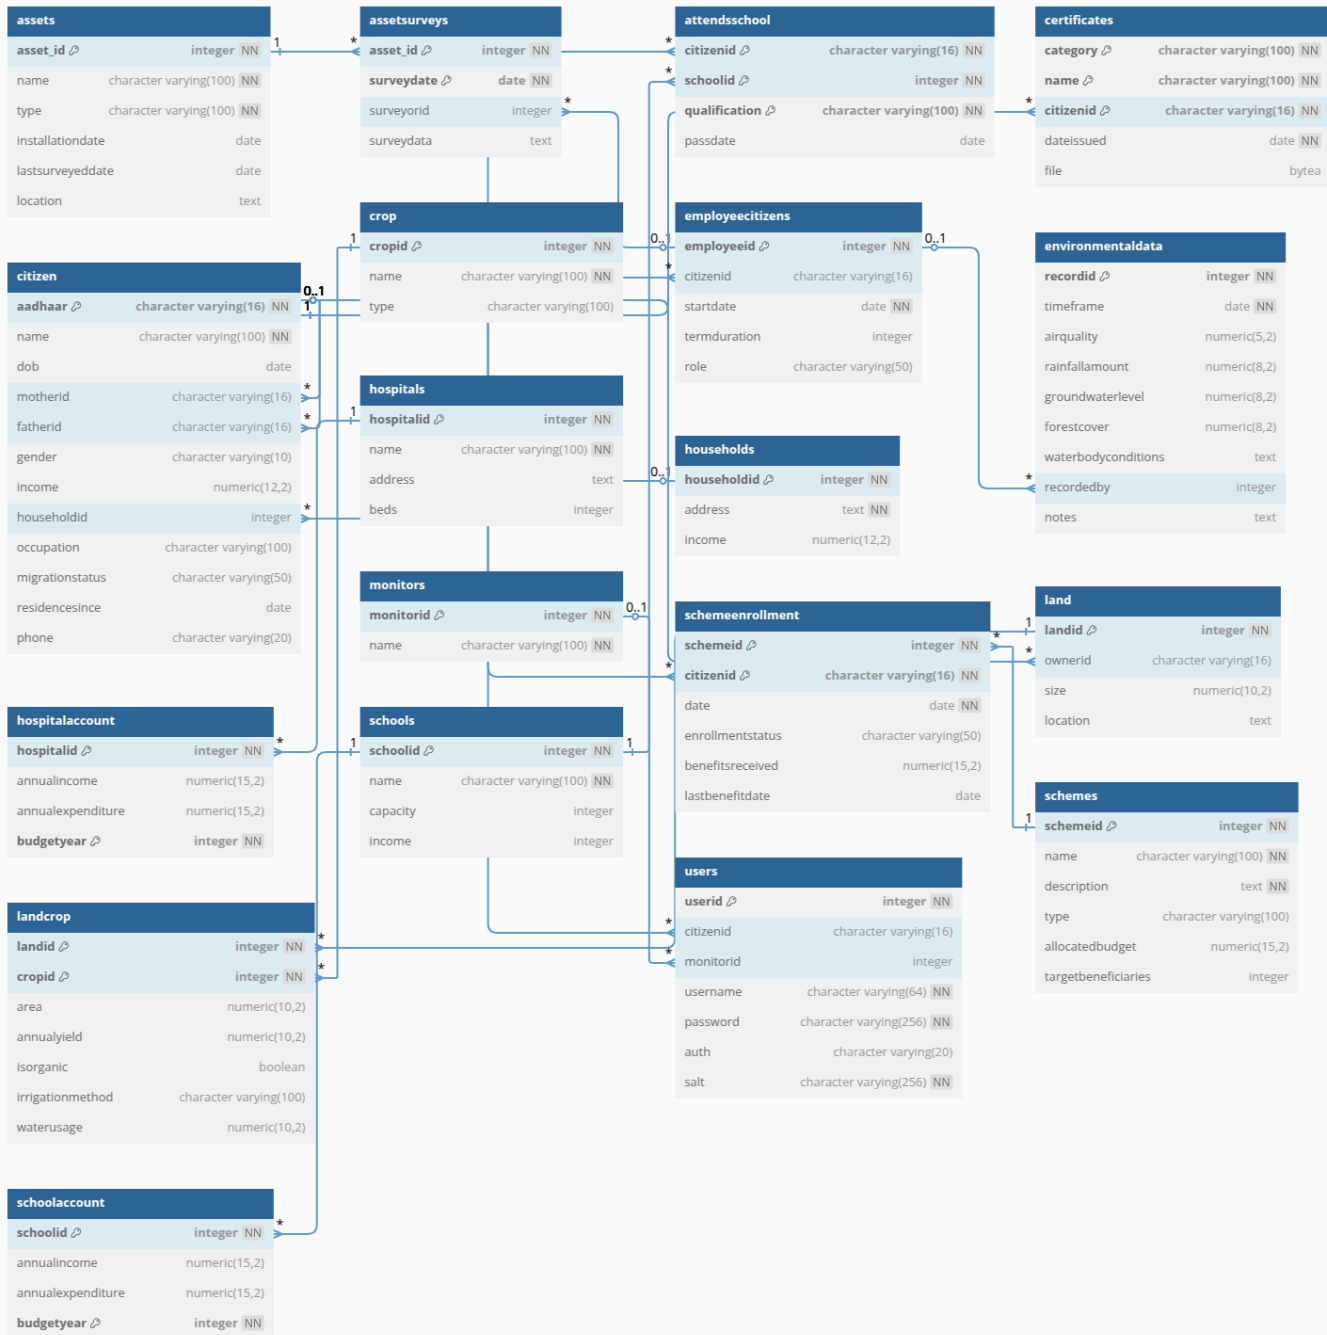 assets
asset_id integer NN
name character varying(100) NN
type character varying(100) NN
installationdate date
lastsurveyeddate date
location text
1
*
assetsurveys
asset_id integer NN
surveydate date NN
surveyorid integer
surveydata text
*
attendsschool
*
citizenid character varying(16) NN
*
schoolid integer NN
qualification character varying(100) NN
passdate date
certificates
category character varying(100) NN
name character varying(100) NN
*
citizenid character varying(16) NN
dateissued date NN
file bytea
citizen
aadhaar character varying(16) NN
0..1
1
name character varying(100) NN
dob date
motherid character varying(16)
*
fatherid character varying(16)
*
gender character varying(10)
income numeric(12,2)
householdid integer
*
occupation character varying(100)
migrationstatus character varying(50)
residencesince date
phone character varying(20)
crop
1
cropid integer NN
name character varying(100) NN
type character varying(100)
employeecitizens
0..1
employeeid integer NN
0..1
*
citizenid character varying(16)
startdate date NN
termduration integer
role character varying(50)
environmentaldata
recordid integer NN
timeframe date NN
airquality numeric(5,2)
rainfallamount numeric(8,2)
groundwaterlevel numeric(8,2)
forestcover numeric(8,2)
waterbodyconditions text
*
recordedby integer
notes text
hospitals
1
hospitalid integer NN
name character varying(100) NN
address text
beds integer
households
0..1
householdid integer NN
address text NN
income numeric(12,2)
monitors
monitorid integer NN
0..1
name character varying(100) NN
schemeenrollment
schemeid integer NN
*
*
citizenid character varying(16) NN
date date NN
enrollmentstatus character varying(50)
benefitsreceived numeric(15,2)
lastbenefitdate date
land
1
landid integer NN
*
ownerid character varying(16)
size numeric(10,2)
location text
hospitalaccount
hospitalid integer NN
*
annualincome numeric(15,2)
annualexpenditure numeric(15,2)
budgetyear integer NN
schools
1
schoolid integer NN
1
name character varying(100) NN
capacity integer
income integer
schemes
1
schemeid integer NN
name character varying(100) NN
description text NN
type character varying(100)
allocatedbudget numeric(15,2)
targetbeneficiaries integer
users
userid integer NN
*
citizenid character varying(16)
*
monitorid integer
username character varying(64) NN
password character varying(256) NN
auth character varying(20)
salt character varying(256) NN
landcrop
landid integer NN
*
cropid integer NN
*
area numeric(10,2)
annualyield numeric(10,2)
isorganic boolean
irrigationmethod character varying(100)
waterusage numeric(10,2)
schoolaccount
schoolid integer NN
*
annualincome numeric(15,2)
annualexpenditure numeric(15,2)
budgetyear integer NN